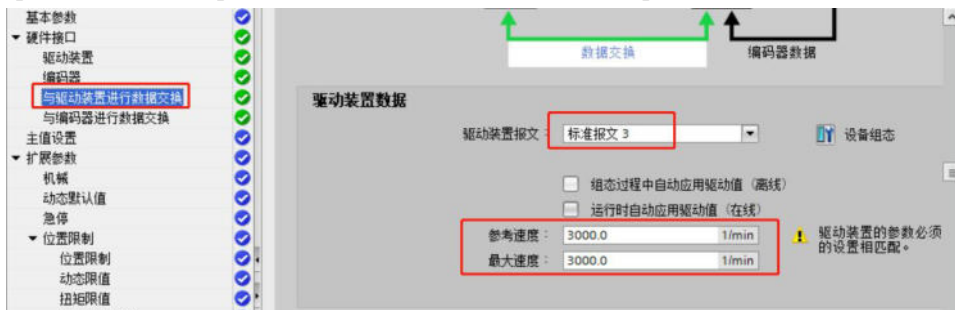 基本参数
硬件接口
驱动装置
编码器
与驱动装置进行数据交换
与编码器进行数据交换
主值设置
扩展参数
机械
动态默认值
急停
位置限制
位置限制
动态限值
扭矩限值
数据交换
编码器数据
驱动装置数据
驱动装置报文： 标准报文 3
设备组态
组态过程中自动应用驱动值（离线）
运行时自动应用驱动值（在线）
参考速度： 3000.0 1/min
最大速度： 3000.0 1/min
驱动装置的参数必须
的设置相匹配。